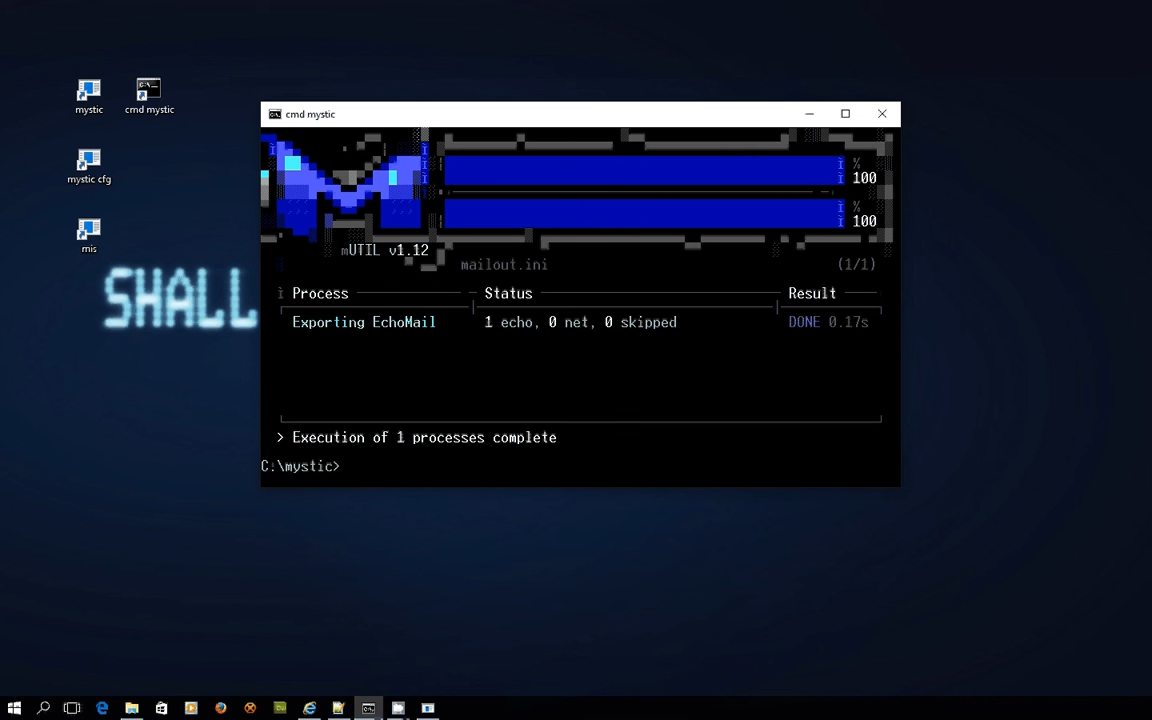 mystic
cmd mystic
mystic cfg
mis
SHALL
cmd mystic
%
100
%
100
mUTIL v1.12
mailout.ini (1/1)
Process Status Result
Exporting EchoMail 1 echo, 0 net, 0 skipped DONE 0.17s
> Execution of 1 processes complete
C:\mystic>